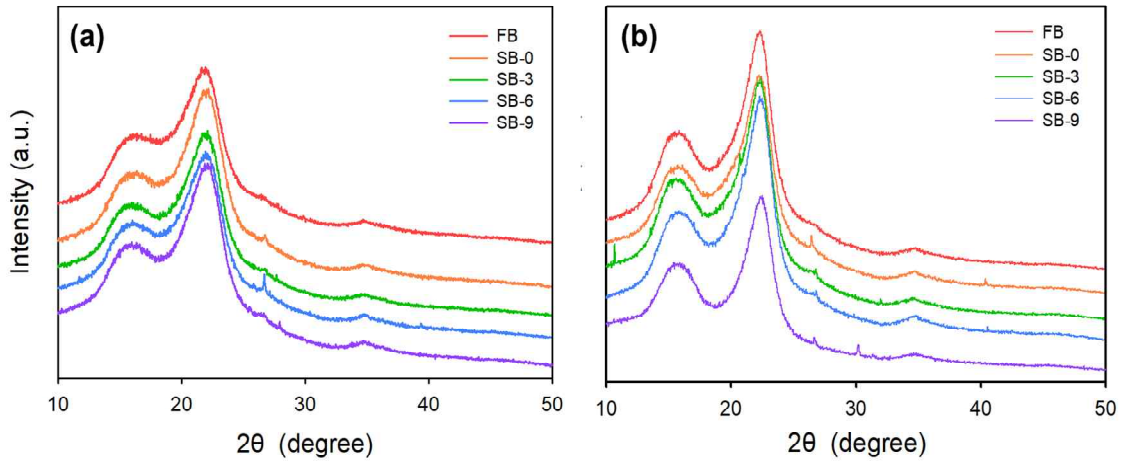 (a)
FB
SB-0
SB-3
SB-6
SB-9
Intensity (a.u.)
10 20 30 40 50
2θ (degree)
(b)
FB
SB-0
SB-3
SB-6
SB-9
10 20 30 40 50
2θ (degree)